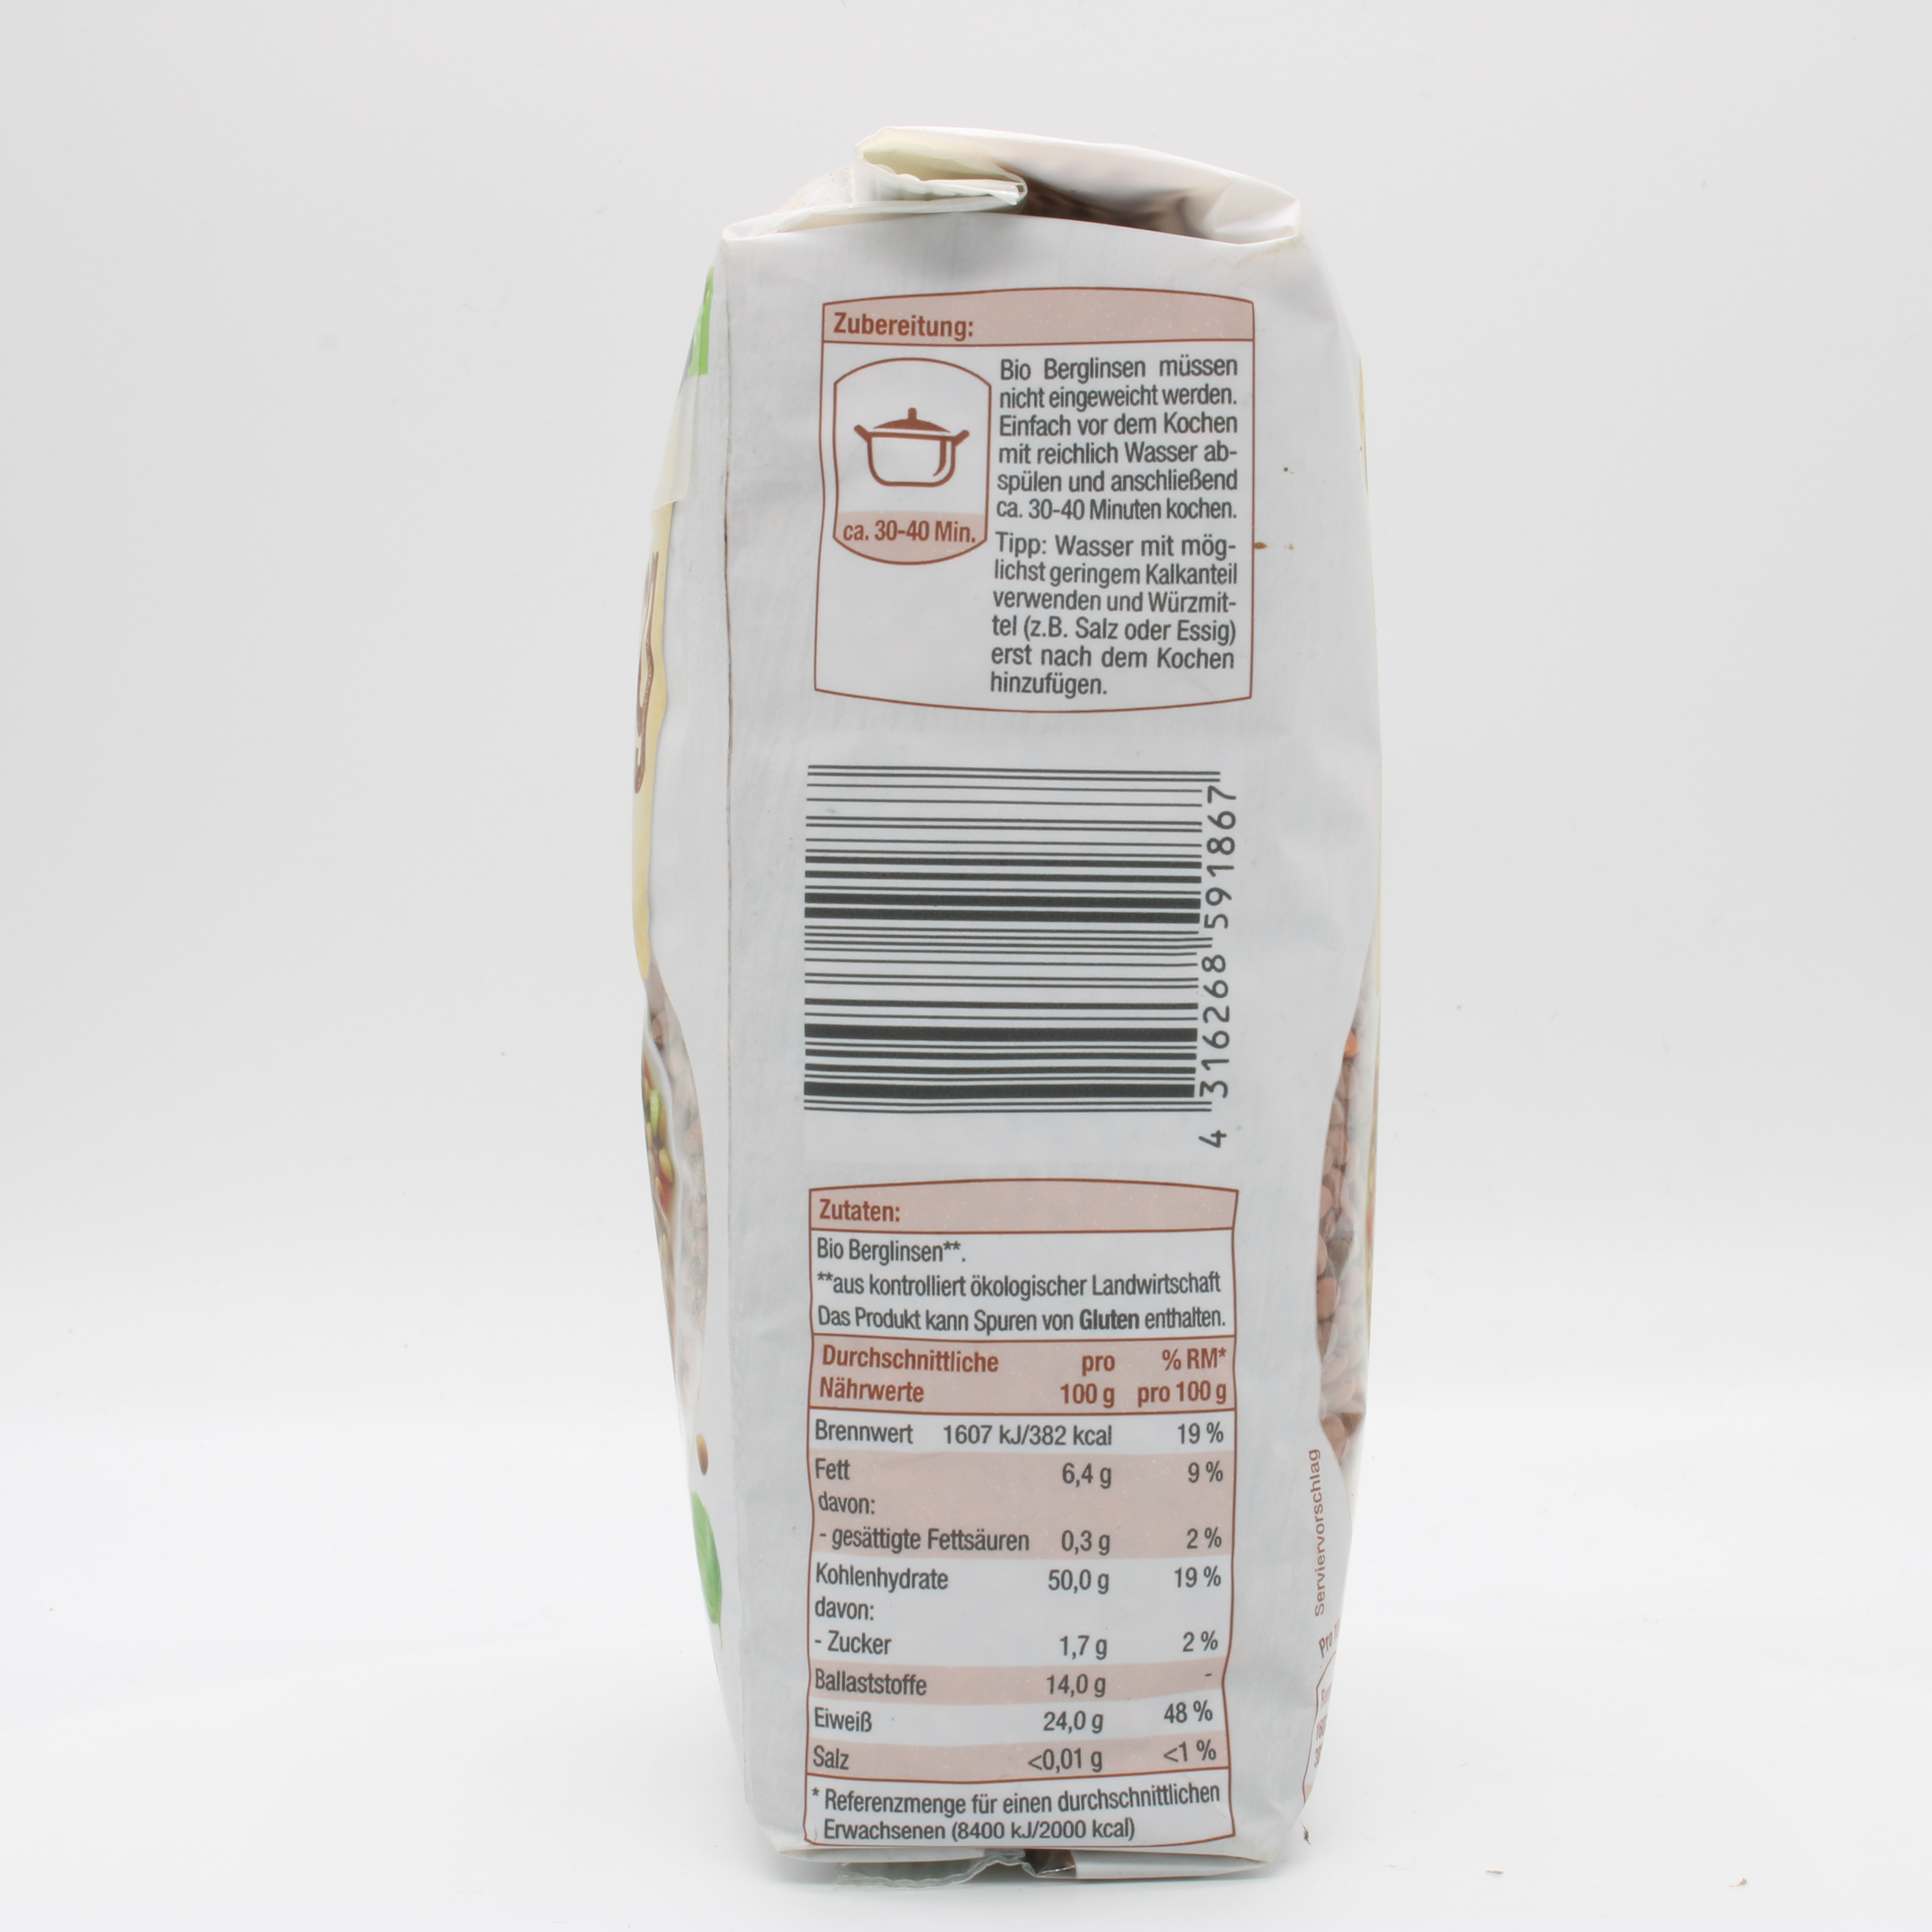 Zubereitung:
ca. 30-40 Min.
Bio Berglinsen müssen
nicht eingeweicht werden.
Einfach vor dem Kochen
mit reichlich Wasser ab-
spülen und anschließend
ca. 30-40 Minuten kochen.
Tipp: Wasser mit mög-
lichst geringem Kalkanteil
verwenden und Würzmit-
tel (z.B. Salz oder Essig)
erst nach dem Kochen
hinzufügen.
4 316268 591867
Zutaten:
Bio Berglinsen**.
**aus kontrolliert ökologischer Landwirtschaft
Das Produkt kann Spuren von Gluten enthalten.
Durchschnittliche pro % RM*
Nährwerte 100 g pro 100 g
Brennwert 1607 kJ/382 kcal 19 %
Fett 6,4 g 9 %
davon:
- gesättigte Fettsäuren 0,3 g 2 %
Kohlenhydrate 50,0 g 19 %
davon:
- Zucker 1,7 g 2 %
Ballaststoffe 14,0 g -
Eiweiß 24,0 g 48 %
Salz <0,01 g <1 %
* Referenzmenge für einen durchschnittlichen
Erwachsenen (8400 kJ/2000 kcal)
Serviervorschlag
Pro